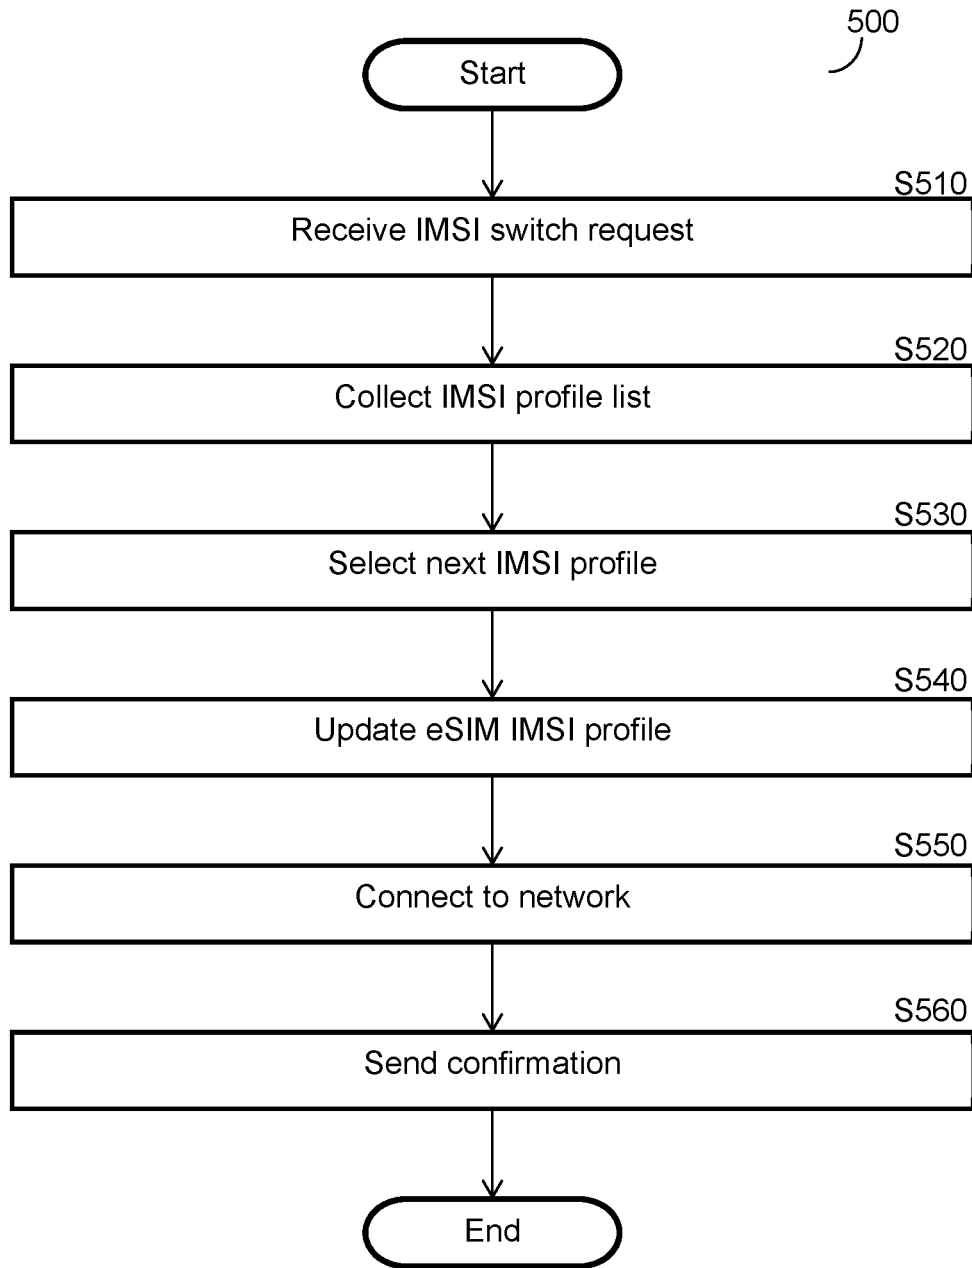 500
Start
S510
Receive IMSI switch request
S520
Collect IMSI profile list
S530
Select next IMSI profile
S540
Update eSIM IMSI profile
S550
Connect to network
S560
Send confirmation
End